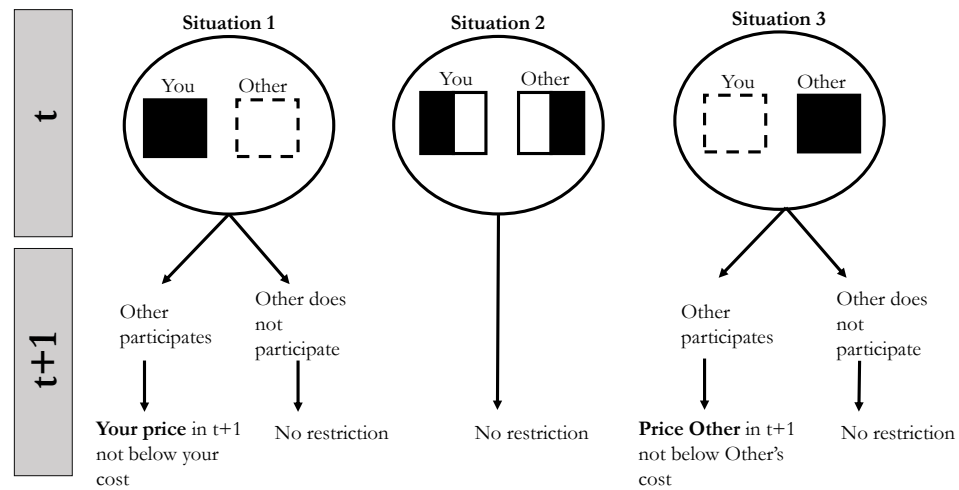 Situation 1
Situation 2
Situation 3
t
You
Other
You
Other
You
Other
t+1
Other
participates
Other does
not
participate
Other
participates
Other does
not
participate
Your price in t+1
not below your
cost
No restriction
No restriction
Price Other in t+1
not below Other's
cost
No restriction